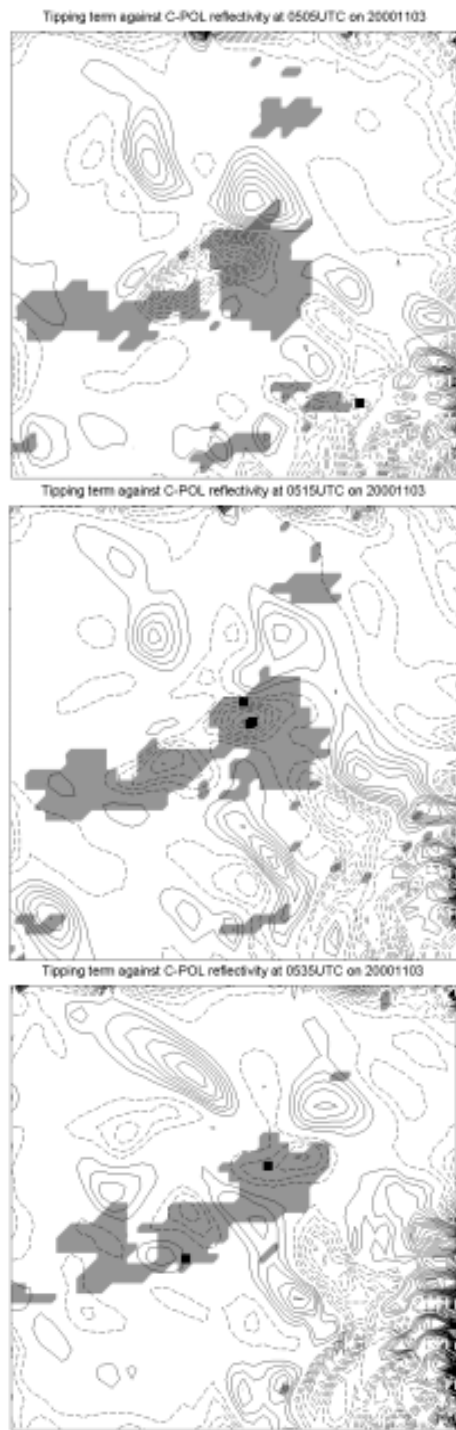 Tipping term against C-POL reflectivity at 0505UTC on 20001103
Tipping term against C-POL reflectivity at 0515UTC on 20001103
Tipping term against C-POL reflectivity at 0535UTC on 20001103